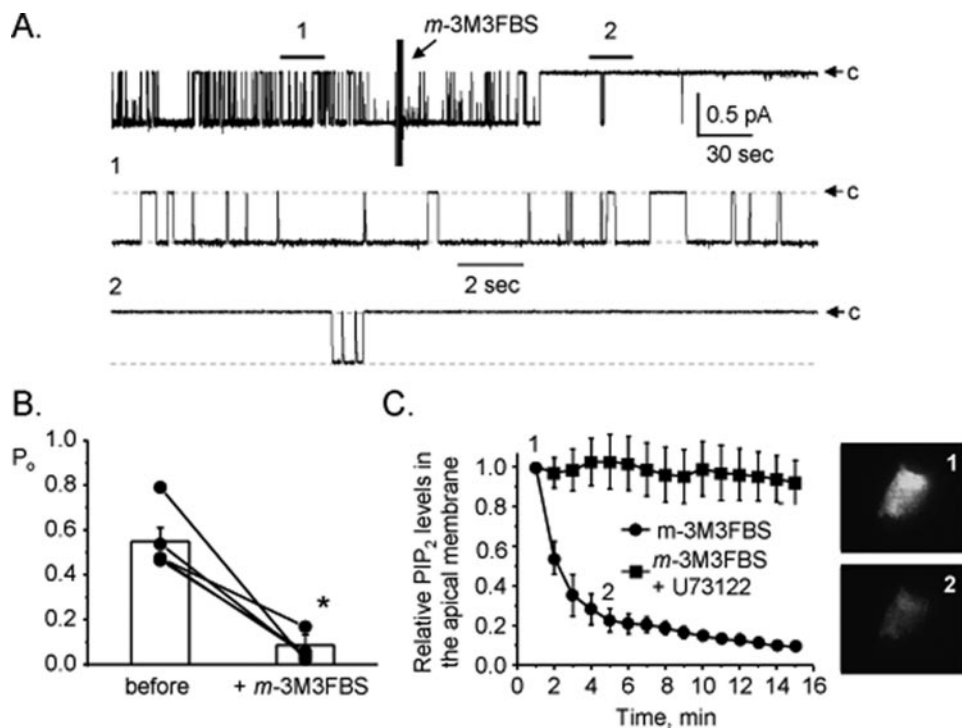 A.
1
m-3M3FBS
2
c
0.5 pA
30 sec
1
c
2 sec
2
c
B.
P₀
1.0
0.8
0.6
0.4
0.2
0.0
*
before
+ m-3M3FBS
C.
Relative PIP₂ levels in
the apical membrane
1.0
0.8
0.6
0.4
0.2
0.0
1
2
m-3M3FBS
m-3M3FBS
+ U73122
0 2 4 6 8 10 12 14 16
Time, min
1
2